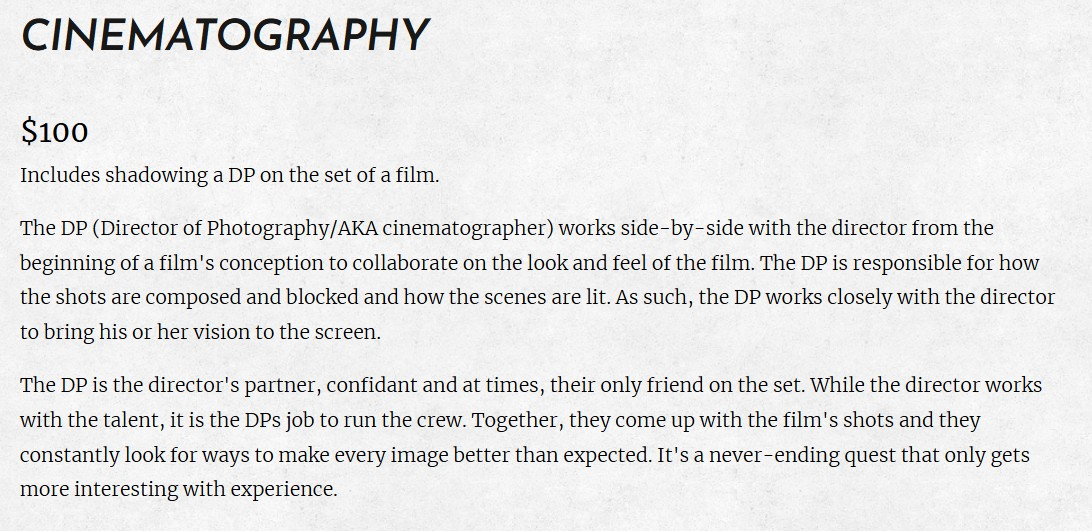 CINEMATOGRAPHY
$100
Includes shadowing a DP on the set of a film.
The DP (Director of Photography/AKA cinematographer) works side-by-side with the director from the
beginning of a film's conception to collaborate on the look and feel of the film. The DP is responsible for how
the shots are composed and blocked and how the scenes are lit. As such, the DP works closely with the director
to bring his or her vision to the screen.
The DP is the director's partner, confidant and at times, their only friend on the set. While the director works
with the talent, it is the DPs job to run the crew. Together, they come up with the film's shots and they
constantly look for ways to make every image better than expected. It's a never-ending quest that only gets
more interesting with experience.